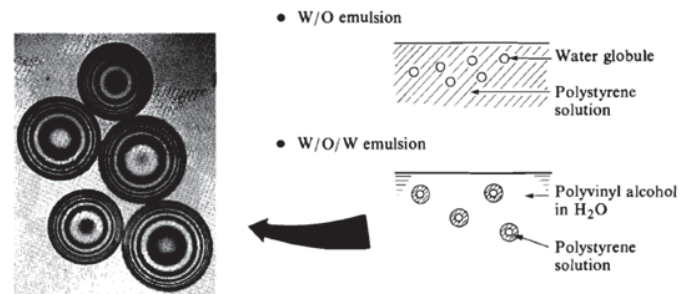 • W/O emulsion
Water globule
Polystyrene
solution
• W/O/W emulsion
Polyvinyl alcohol
in H₂O
Polystyrene
solution